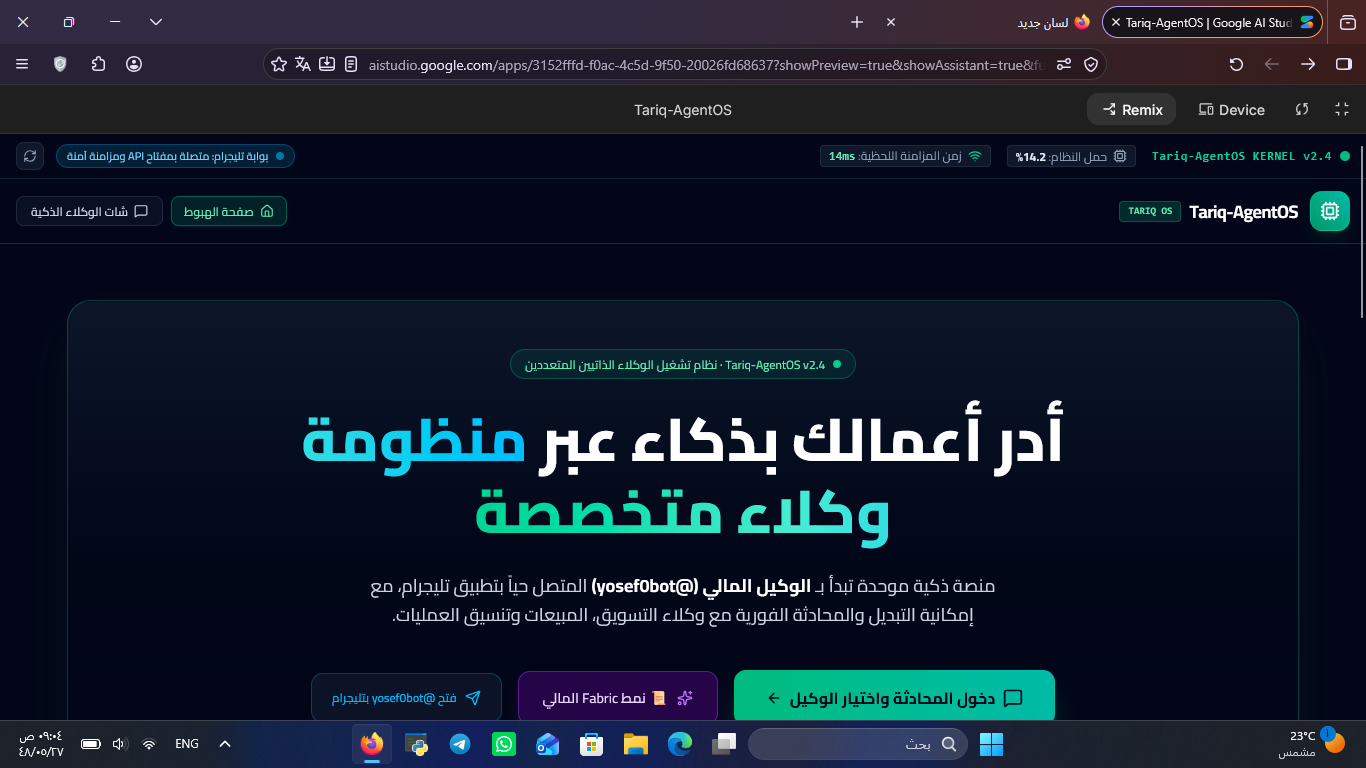 Tariq-AgentOS | Google AI Stud
لسان جديد
aistudio.google.com/apps/3152fffd-f0ac-4c5d-9f50-20026fd68637?showPreview=true&showAssistant=true&fu
Tariq-AgentOS
Remix
Device
Tariq-AgentOS KERNEL v2.4
حمل النظام: 14.2%
زمن المزامنة اللحظية: 14ms
بوابة تليجرام: متصلة بمفتاح API ومزامنة آمنة
Tariq-AgentOS
TARIQ OS
صفحة الهبوط
شات الوكلاء الذكية
Tariq-AgentOS v2.4 · نظام تشغيل الوكلاء الذاتيين المتعددين
أدر أعمالك بذكاء عبر منظومة
وكلاء متخصصة
منصة ذكية موحدة تبدأ بـ الوكيل المالي (@yosef0bot) المتصل حياً بتطبيق تليجرام، مع
إمكانية التبديل والمحادثة الفورية مع وكلاء التسويق، المبيعات وتنسيق العمليات.
دخول المحادثة واختيار الوكيل
نمط Fabric المالي
فتح @yosef0bot بتليجرام
23°C
مشمس
1
بحث
ENG
٠٩:٠٤ ص
٤٨/٠٥/٢٧